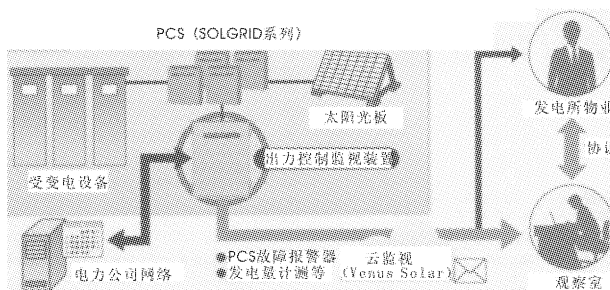 PCS (SOLGRID系列)
太阳光板
发电所物业
受变电设备
出力控制监视装置
协议
电力公司网络
●PCS故障报警器
●发电量计测等
云监视
(Venus Solar)
观察室